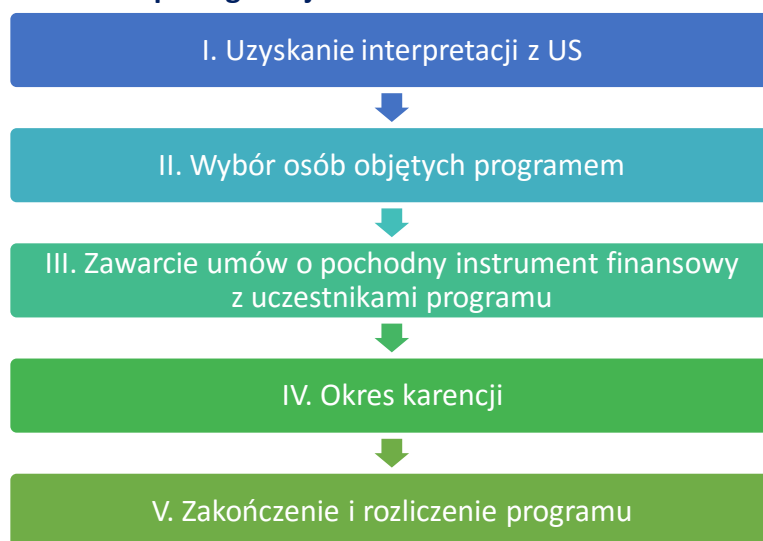 I. Uzyskanie interpretacji z US
II. Wybór osób objętych programem
III. Zawarcie umów o pochodny instrument finansowy
z uczestnikami programu
IV. Okres karencji
V. Zakończenie i rozliczenie programu